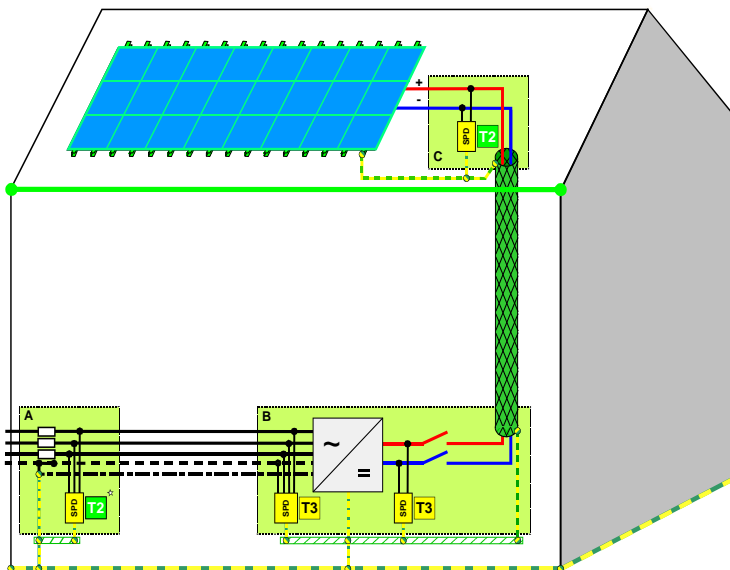 +
-
SPD
T2
C
A
B
~
=
SPD
T2
☆
SPD
T3
SPD
T3